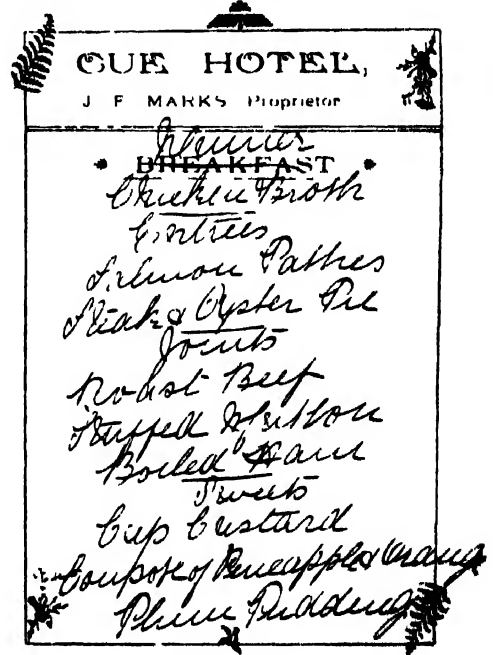 CUE HOTEL,
J F MARKS Proprietor
Dinner
BREAKFAST
Chicken Broth
Entrees
Salmon Patties
Steak & Oyster Pie
Joints
Roast Beef
Stuffed Mutton
Boiled Ham
Sweets
Cup Custard
Compote of Pineapple & Orange
Plum Pudding